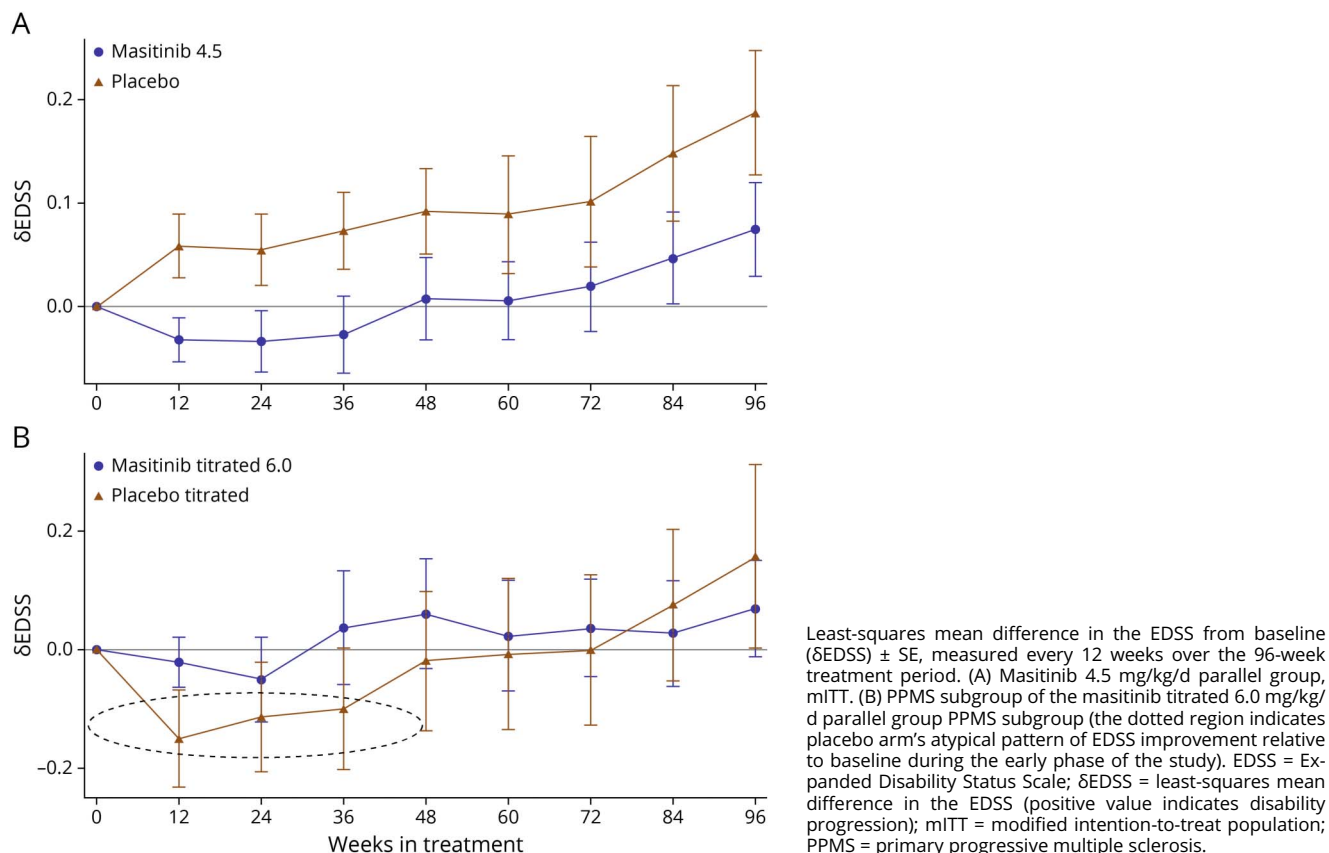 A
Masitinib 4.5
Placebo
0.2
0.1
0.0
δEDSS
0 12 24 36 48 60 72 84 96
B
Masitinib titrated 6.0
Placebo titrated
0.2
0.0
−0.2
δEDSS
0 12 24 36 48 60 72 84 96
Weeks in treatment
Least-squares mean difference in the EDSS from baseline
(δEDSS) ± SE, measured every 12 weeks over the 96-week
treatment period. (A) Masitinib 4.5 mg/kg/d parallel group,
mITT. (B) PPMS subgroup of the masitinib titrated 6.0 mg/kg/
d parallel group PPMS subgroup (the dotted region indicates
placebo arm's atypical pattern of EDSS improvement relative
to baseline during the early phase of the study). EDSS = Ex-
panded Disability Status Scale; δEDSS = least-squares mean
difference in the EDSS (positive value indicates disability
progression); mITT = modified intention-to-treat population;
PPMS = primary progressive multiple sclerosis.